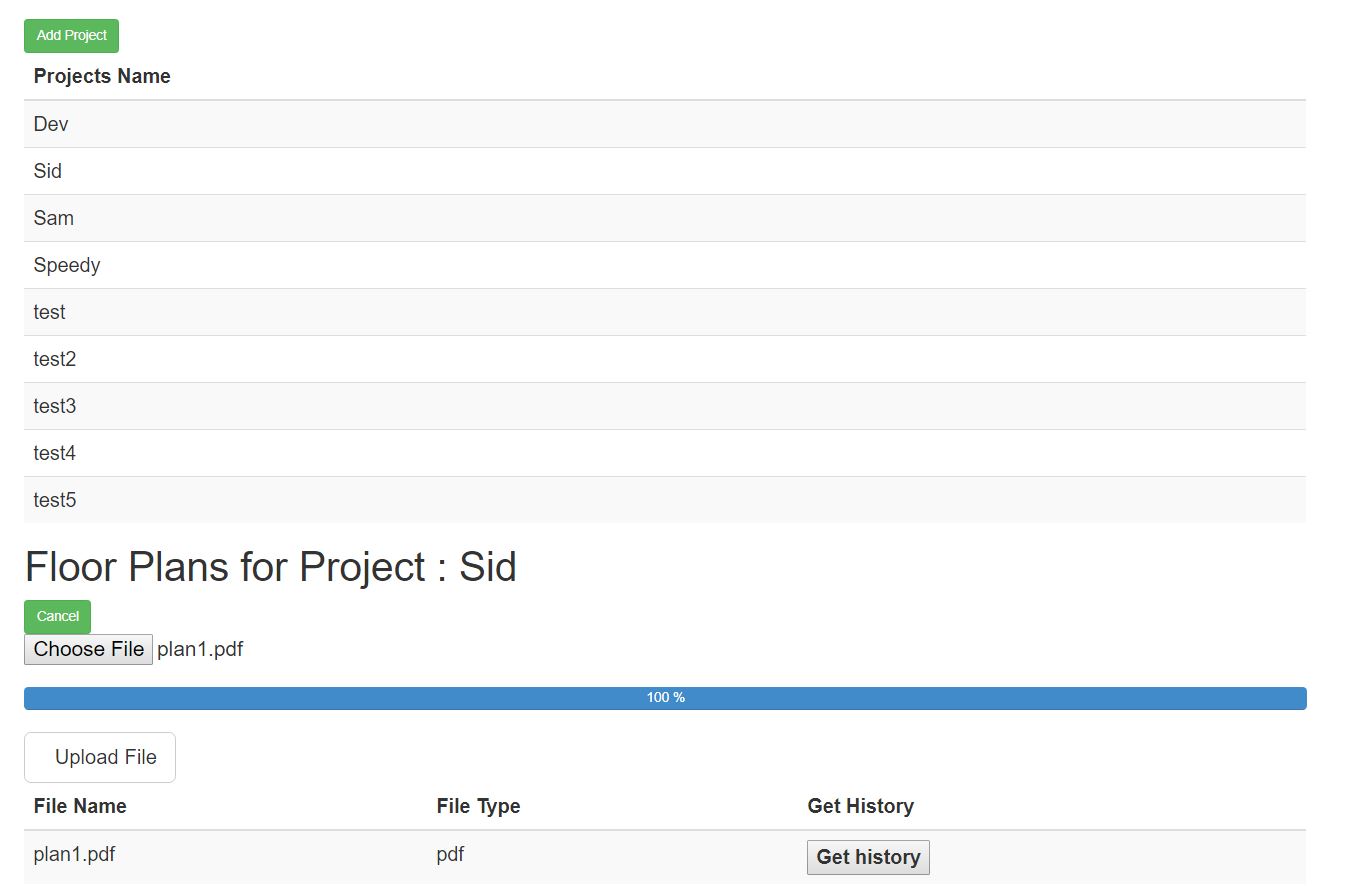 Add Project
Projects Name
Dev
Sid
Sam
Speedy
test
test2
test3
test4
test5
Floor Plans for Project : Sid
Cancel
Choose File plan1.pdf
100 %
Upload File
File Name File Type Get History
plan1.pdf pdf Get history